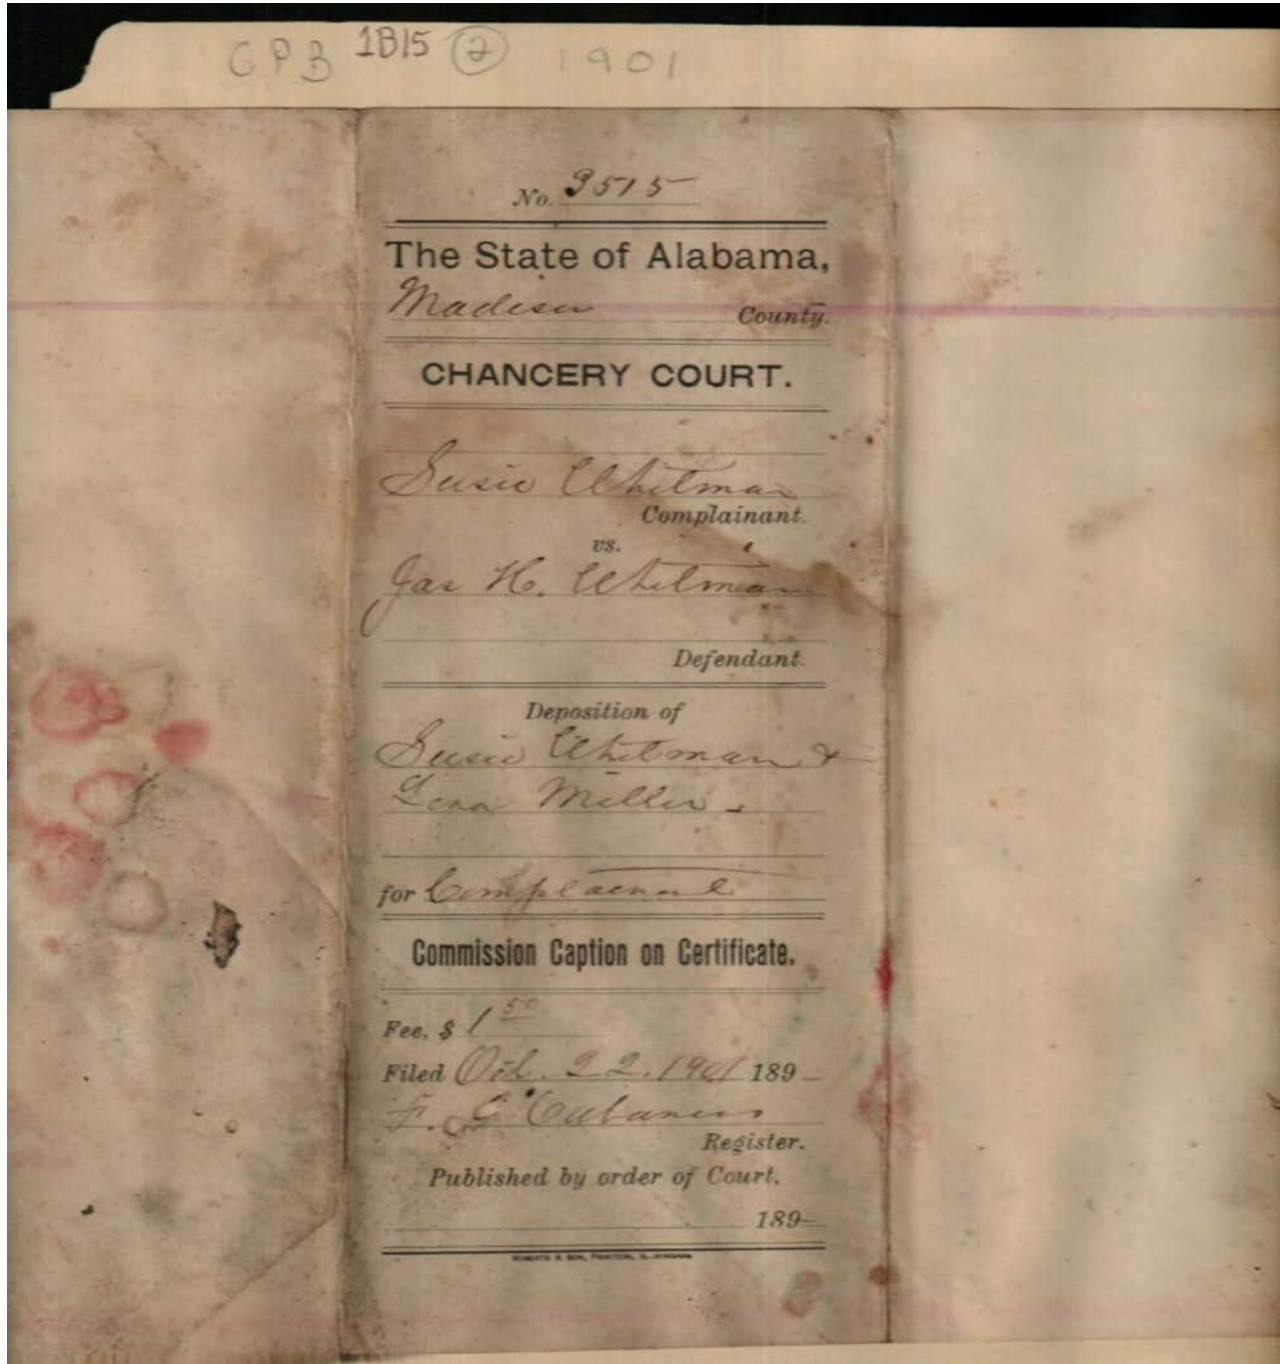 GPB 1B15 2 1901
No. 3515
The State of Alabama,
Madison County.
CHANCERY COURT.
Susie Whitman
Complainant.
vs.
Jas H. Whitman
Defendant.
Deposition of
Susie Whitman &
Lena Miller.
for Complainant
Commission Caption on Certificate.
Fee, $ 1 50
Filed Oct. 22. 1901 189
F. C. Cabaniss
Register.
Published by order of Court.
189